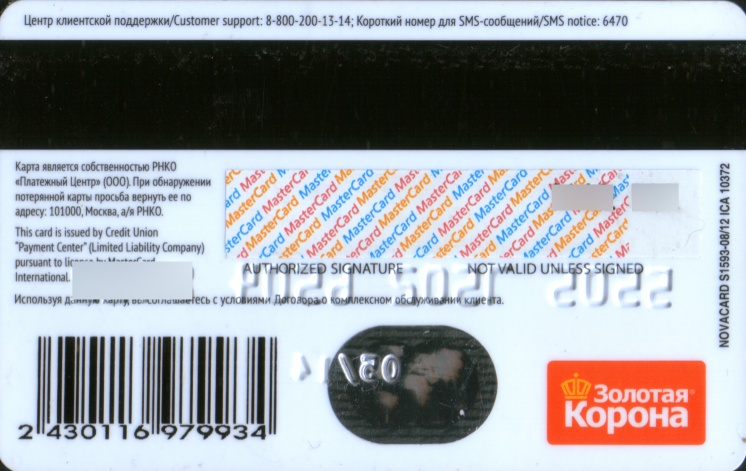 Центр клиентской поддержки/Customer support: 8-800-200-13-14; Короткий номер для SMS-сообщений/SMS notice: 6470
Карта является собственностью РНКО
«Платежный Центр» (ООО). При обнаружении
потерянной карты просьба вернуть ее по
адресу: 101000, Москва, а/я РНКО.
This card is issued by Credit Union
"Payment Center" (Limited Liability Company)
pursuant to license by MasterCard
International.
MasterCard MasterCard MasterCard
AUTHORIZED SIGNATURE NOT VALID UNLESS SIGNED
Используя данную карту, вы соглашаетесь с условиями Договора о комплексном обслуживании клиента.
NOVACARD S1593-08/12 ICA 10372
2 430116 979934
Золотая
Корона